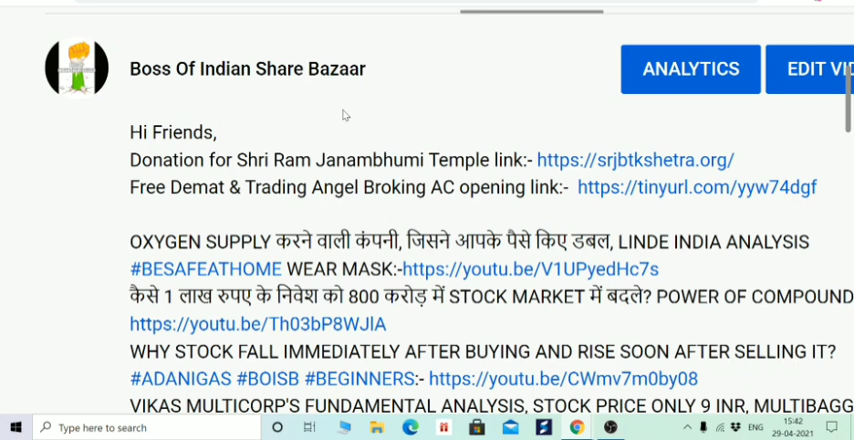 Boss Of Indian Share Bazaar
ANALYTICS
EDIT VI
Hi Friends,
Donation for Shri Ram Janambhumi Temple link:- https://srjbtkshetra.org/
Free Demat & Trading Angel Broking AC opening link:- https://tinyurl.com/yyw74dgf
OXYGEN SUPPLY करने वाली कंपनी, जिसने आपके पैसे किए डबल, LINDE INDIA ANALYSIS
#BESAFEATHOME WEAR MASK:-https://youtu.be/V1UPyedHc7s
कैसे 1 लाख रुपए के निवेश को 800 करोड़ में STOCK MARKET में बदले? POWER OF COMPOUND
https://youtu.be/Th03bP8WJlA
WHY STOCK FALL IMMEDIATELY AFTER BUYING AND RISE SOON AFTER SELLING IT?
#ADANIGAS #BOISB #BEGINNERS:- https://youtu.be/CWmv7m0by08
VIKAS MULTICORP'S FUNDAMENTAL ANALYSIS, STOCK PRICE ONLY 9 INR, MULTIBAGG
Type here to search
ENG
15:42
29-04-2021